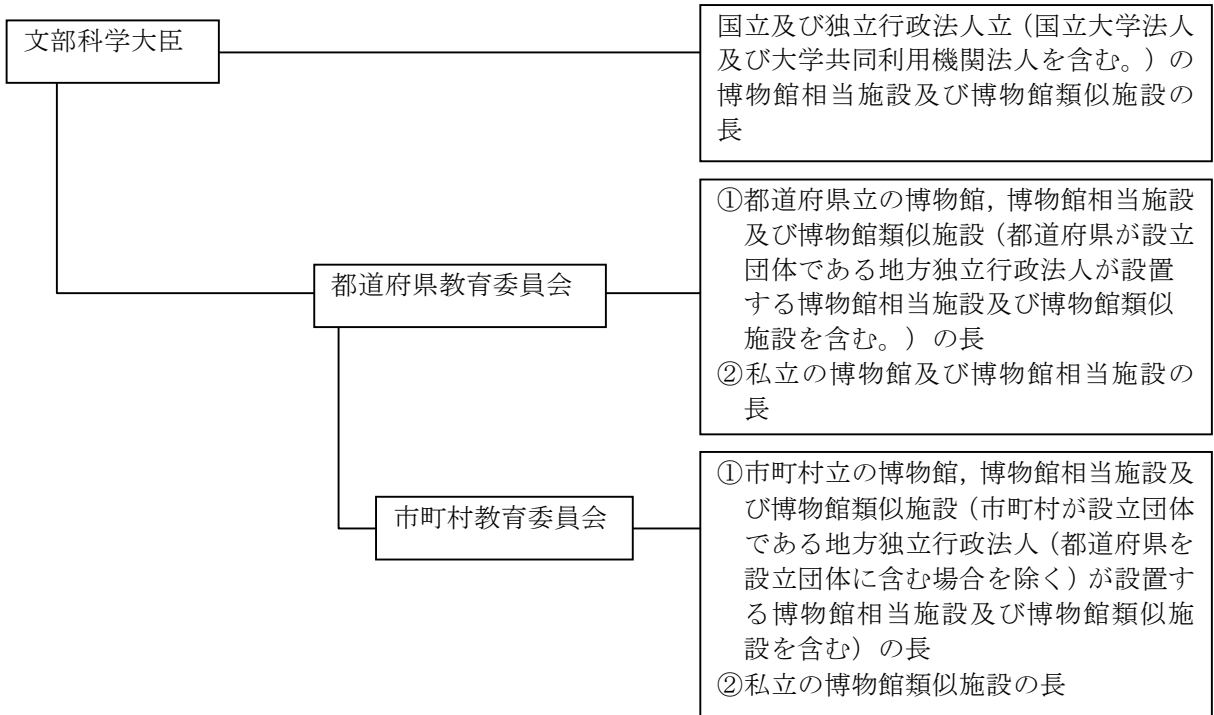 文部科学大臣
国立及び独立行政法人立（国立大学法人
及び大学共同利用機関法人を含む。）の
博物館相当施設及び博物館類似施設の
長
都道府県教育委員会
①都道府県立の博物館，博物館相当施設
及び博物館類似施設（都道府県が設立
団体である地方独立行政法人が設置
する博物館相当施設及び博物館類似
施設を含む。）の長
②私立の博物館及び博物館相当施設の
長
市町村教育委員会
①市町村立の博物館，博物館相当施設及
び博物館類似施設（市町村が設立団体
である地方独立行政法人（都道府県を
設立団体に含む場合を除く）が設置す
る博物館相当施設及び博物館類似施
設を含む）の長
②私立の博物館類似施設の長